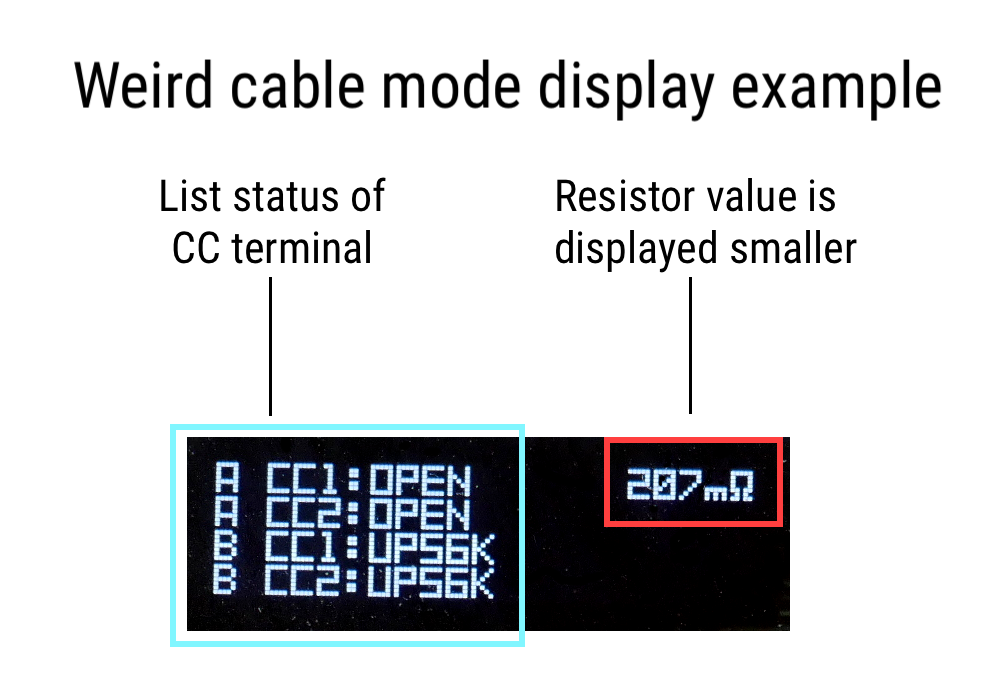 Weird cable mode display example
List status of
CC terminal
Resistor value is
displayed smaller
A CC1:OPEN
A CC2:OPEN
B CC1:UP56K
B CC2:UP56K
207mΩ